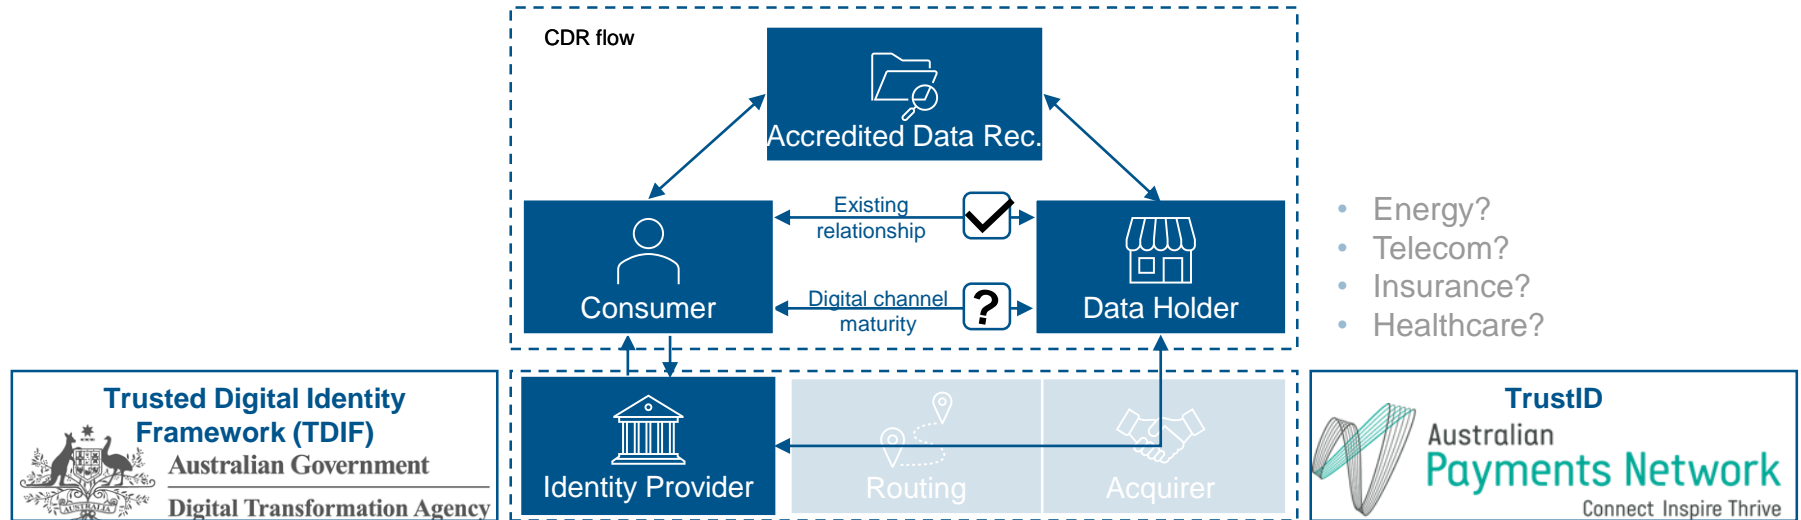 CDR flow
Accredited Data Rec.
Existing
relationship
Consumer
Digital channel
maturity
?
Data Holder
• Energy?
• Telecom?
• Insurance?
• Healthcare?
Trusted Digital Identity
Framework (TDIF)
AUSTRALIA
Australian Government
Digital Transformation Agency
Identity Provider
Routing
Acquirer
TrustID
Australian
Payments Network
Connect Inspire Thrive